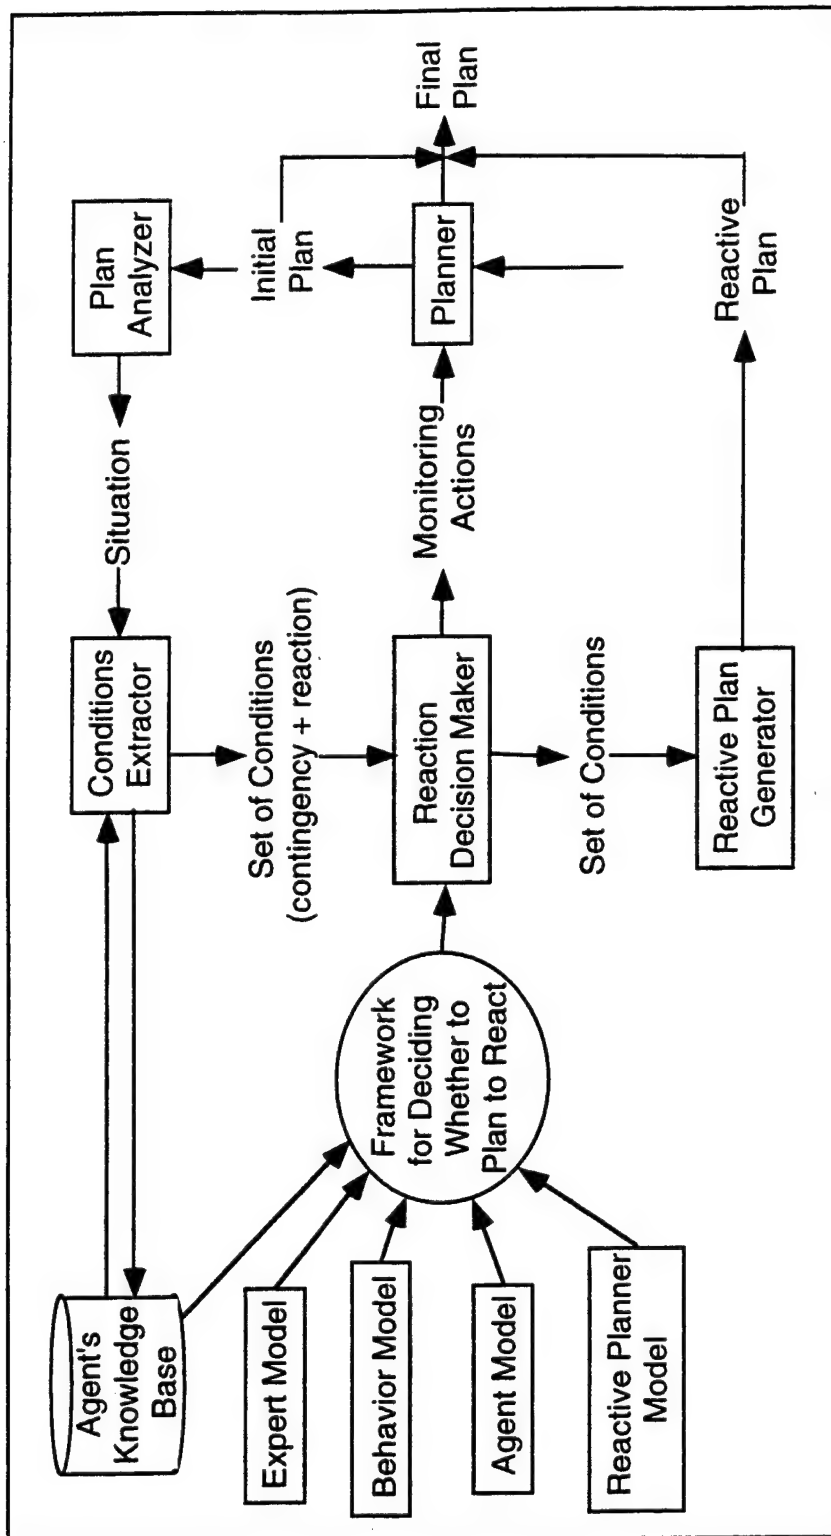 Agent's
Knowledge
Base
Conditions
Extractor
Situation
Plan
Analyzer
Set of Conditions
(contingency + reaction)
Initial
Plan
Expert Model
Behavior Model
Agent Model
Reactive Planner
Model
Framework
for Deciding
Whether to
Plan to React
Reaction
Decision Maker
Monitoring
Actions
Planner
Final
Plan
Set of Conditions
Reactive Plan
Generator
Reactive
Plan